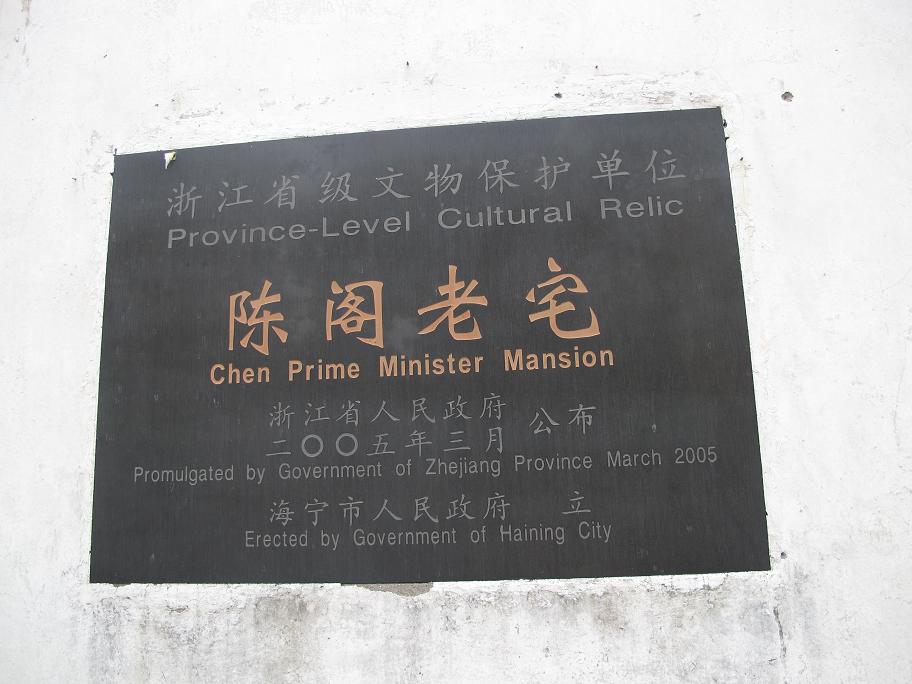 浙江省级文物保护单位
Province-Level Cultural Relic
陈阁老宅
Chen Prime Minister Mansion
浙江省人民政府
二〇〇五年三月 公布
Promulgated by Government of Zhejiang Province March 2005
海宁市人民政府 立
Erected by Government of Haining City